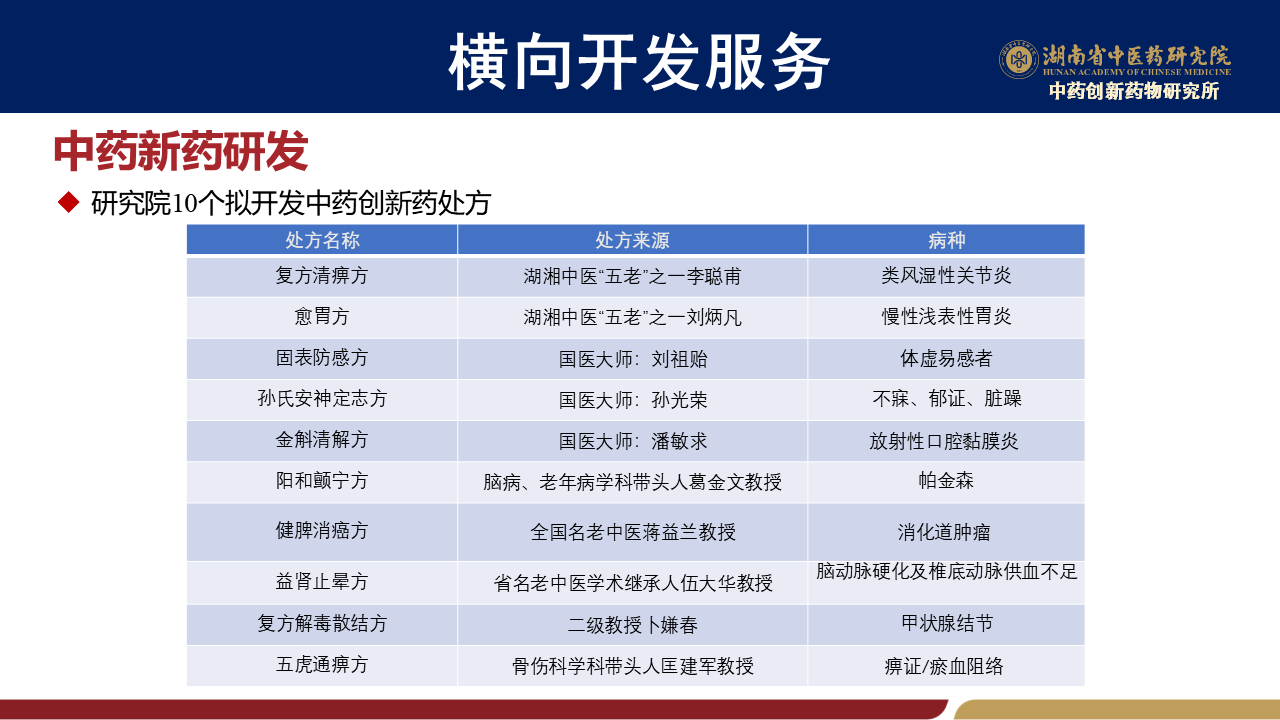 横向开发服务
湖南省中医药研究院
HUNAN ACADEMY OF CHINESE MEDICINE
中药创新药物研究所
中药新药研发
研究院10个拟开发中药创新药处方
处方名称 处方来源 病种
复方清痹方 湖湘中医“五老”之一李聪甫 类风湿性关节炎
愈胃方 湖湘中医“五老”之一刘炳凡 慢性浅表性胃炎
固表防感方 国医大师：刘祖贻 体虚易感者
孙氏安神定志方 国医大师：孙光荣 不寐、郁证、脏躁
金斛清解方 国医大师：潘敏求 放射性口腔黏膜炎
阳和颤宁方 脑病、老年病学科带头人葛金文教授 帕金森
健脾消癌方 全国名老中医蒋益兰教授 消化道肿瘤
益肾止晕方 省名老中医学术继承人伍大华教授 脑动脉硬化及椎底动脉供血不足
复方解毒散结方 二级教授卜嫌春 甲状腺结节
五虎通痹方 骨伤科学科带头人匡建军教授 痹证/瘀血阻络